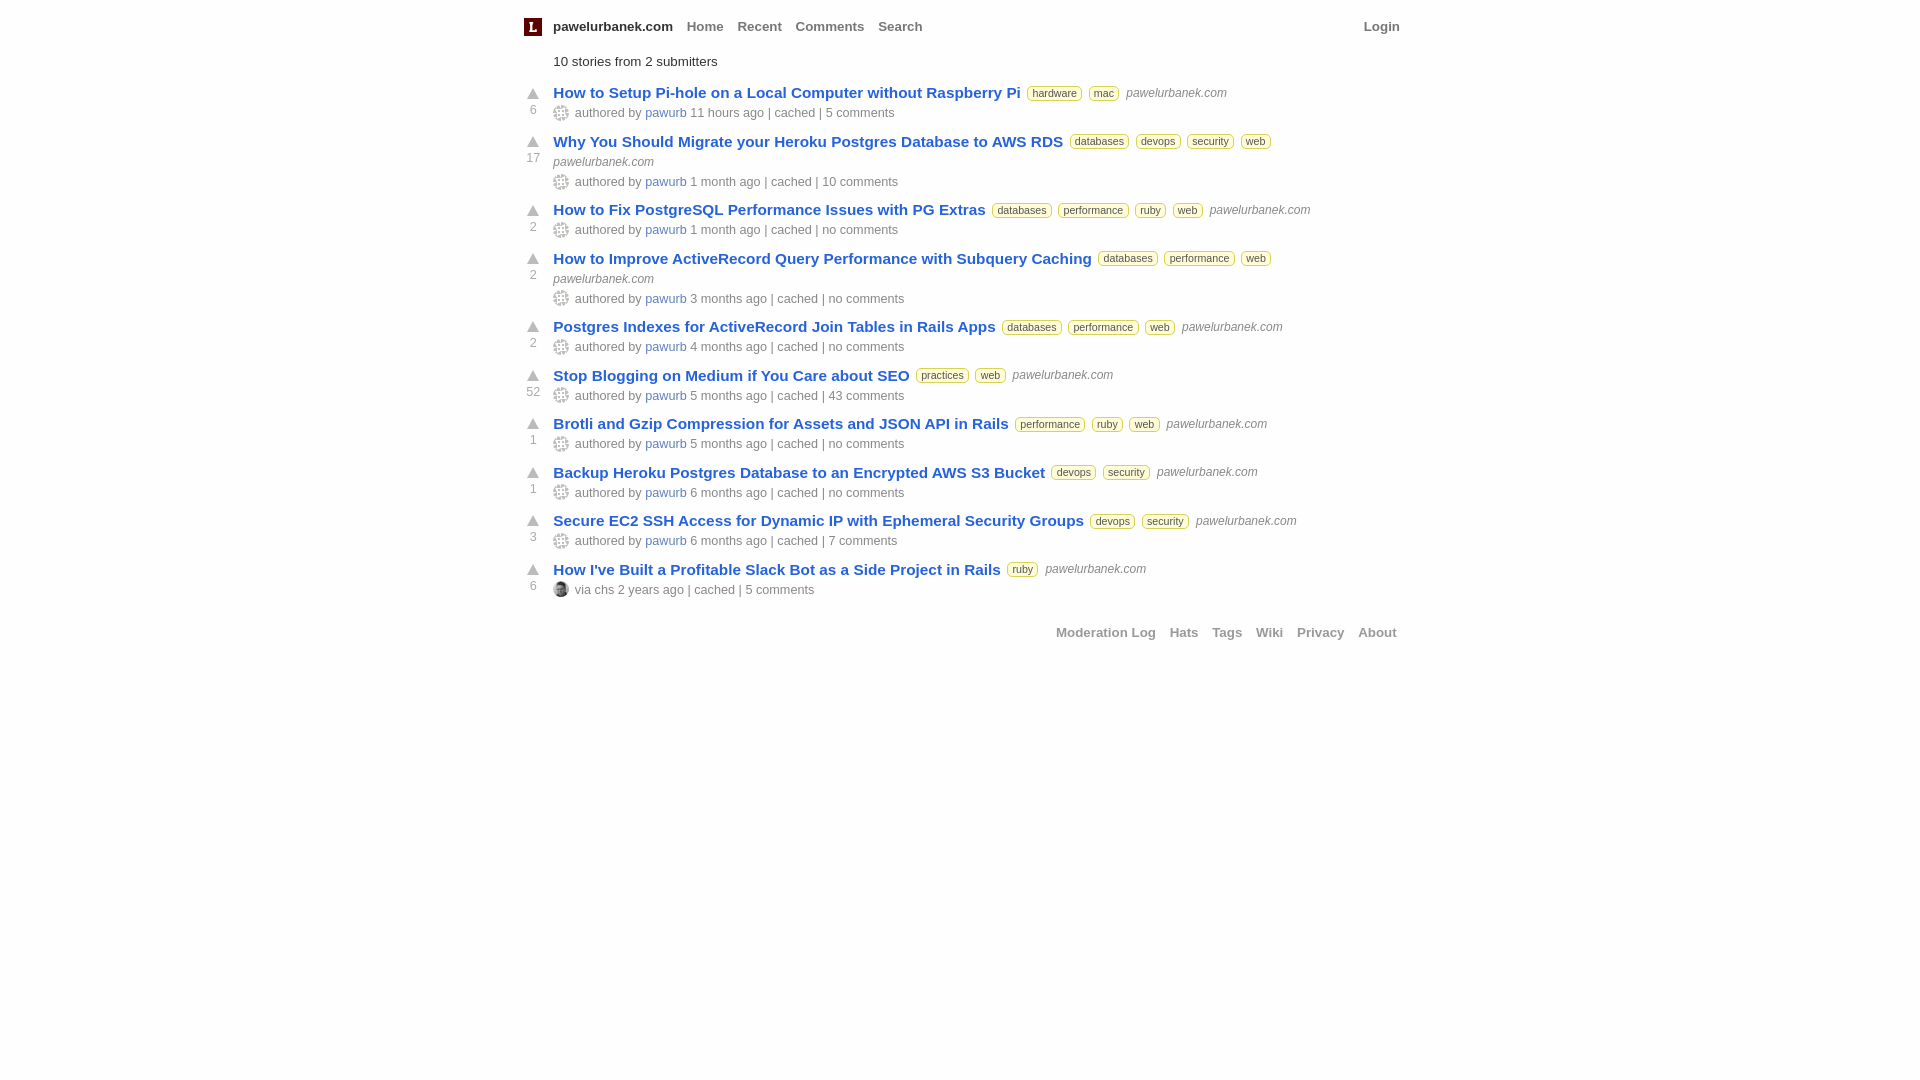 L pawelurbanek.com Home Recent Comments Search Login
10 stories from 2 submitters
How to Setup Pi-hole on a Local Computer without Raspberry Pi hardware mac pawelurbanek.com
6
authored by pawurb 11 hours ago | cached | 5 comments
Why You Should Migrate your Heroku Postgres Database to AWS RDS databases devops security web
17
pawelurbanek.com
authored by pawurb 1 month ago | cached | 10 comments
How to Fix PostgreSQL Performance Issues with PG Extras databases performance ruby web pawelurbanek.com
2
authored by pawurb 1 month ago | cached | no comments
How to Improve ActiveRecord Query Performance with Subquery Caching databases performance web
2
pawelurbanek.com
authored by pawurb 3 months ago | cached | no comments
Postgres Indexes for ActiveRecord Join Tables in Rails Apps databases performance web pawelurbanek.com
2
authored by pawurb 4 months ago | cached | no comments
Stop Blogging on Medium if You Care about SEO practices web pawelurbanek.com
52
authored by pawurb 5 months ago | cached | 43 comments
Brotli and Gzip Compression for Assets and JSON API in Rails performance ruby web pawelurbanek.com
1
authored by pawurb 5 months ago | cached | no comments
Backup Heroku Postgres Database to an Encrypted AWS S3 Bucket devops security pawelurbanek.com
1
authored by pawurb 6 months ago | cached | no comments
Secure EC2 SSH Access for Dynamic IP with Ephemeral Security Groups devops security pawelurbanek.com
3
authored by pawurb 6 months ago | cached | 7 comments
How I've Built a Profitable Slack Bot as a Side Project in Rails ruby pawelurbanek.com
6
via chs 2 years ago | cached | 5 comments
Moderation Log Hats Tags Wiki Privacy About